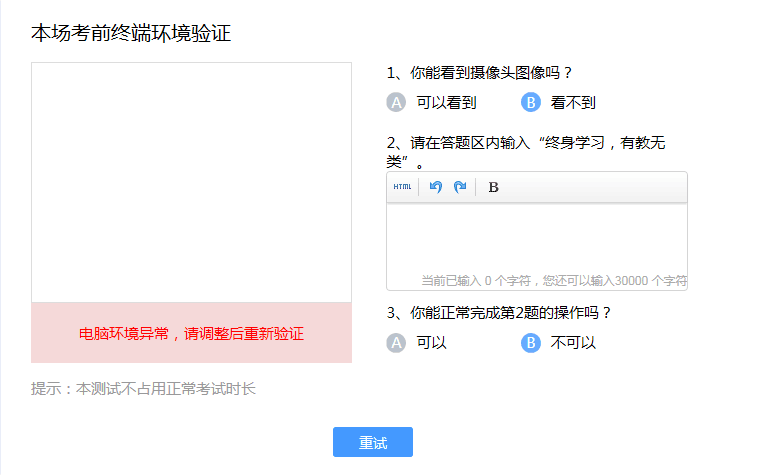 本场考前终端环境验证
1、你能看到摄像头图像吗？
A 可以看到 B 看不到
2、请在答题区内输入“终身学习，有教无
类”。
HTML B
当前已输入 0 个字符，您还可以输入30000 个字符
3、你能正常完成第2题的操作吗？
A 可以 B 不可以
电脑环境异常，请调整后重新验证
提示：本测试不占用正常考试时长
重试